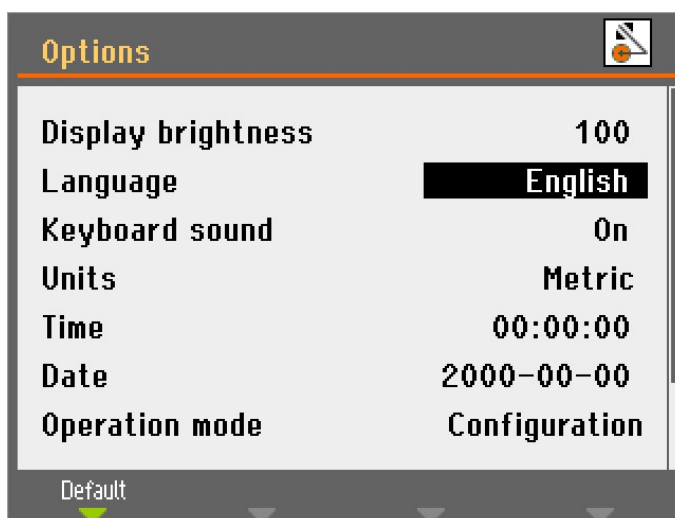 Options
Display brightness 100
Language English
Keyboard sound On
Units Metric
Time 00:00:00
Date 2000-00-00
Operation mode Configuration
Default